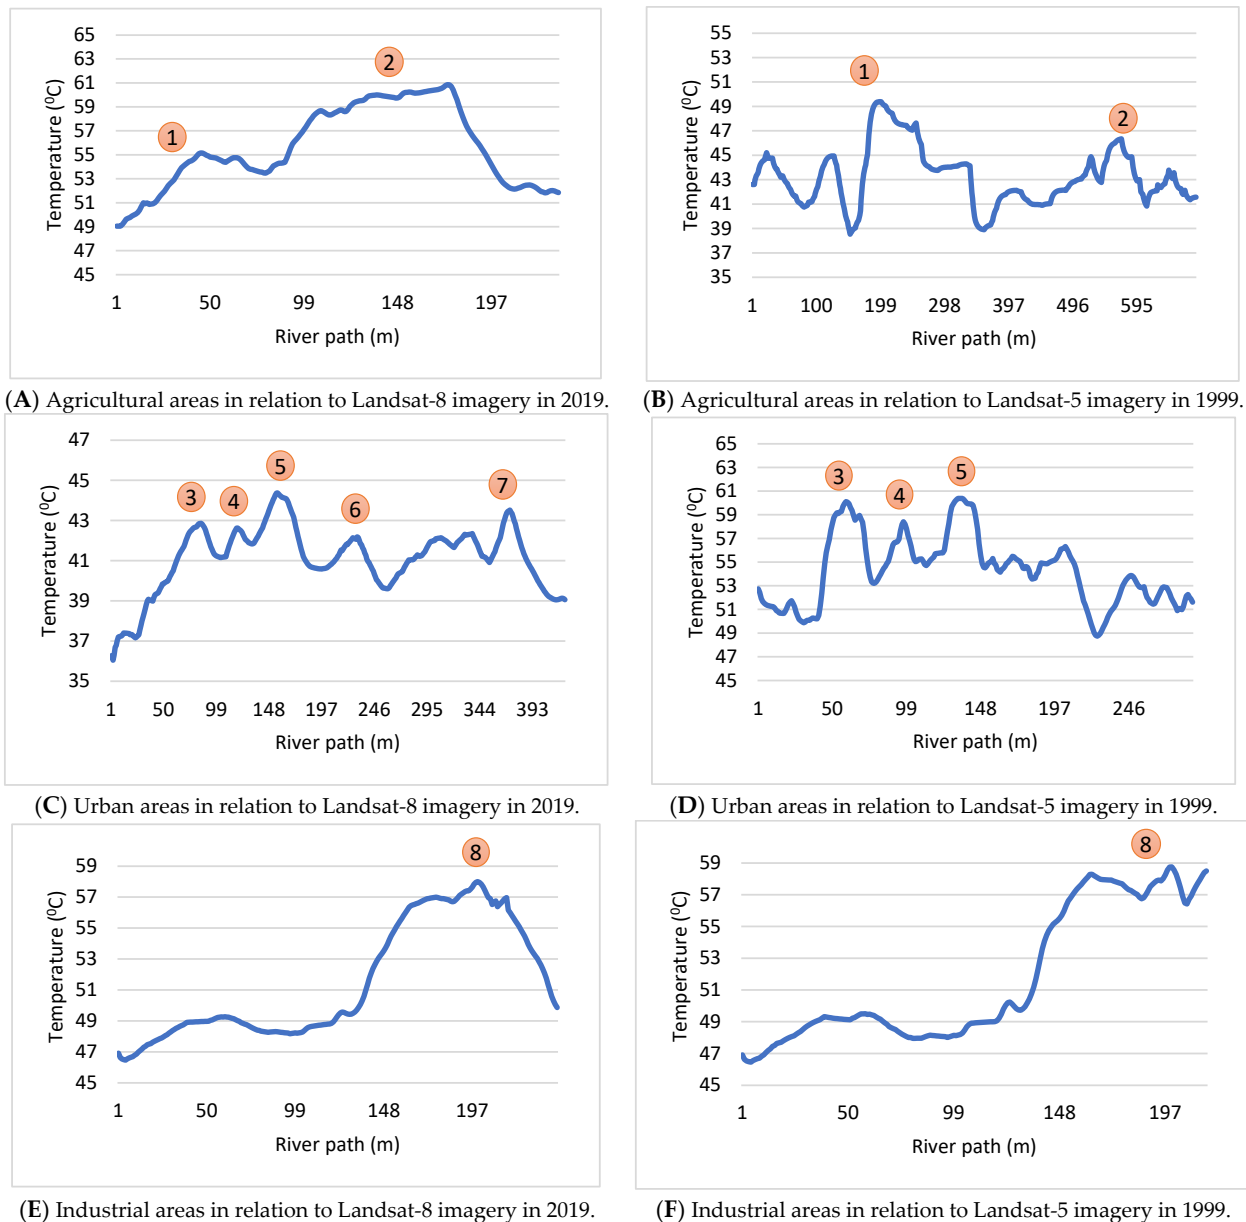 65
63
61
59
57
55
53
51
49
47
45
Temperature (⁰C)
1
2
1 50 99 148 197
River path (m)
55
53
51
49
47
45
43
41
39
37
35
Temperature (⁰C)
1
2
1 100 199 298 397 496 595
River path (m)
(A) Agricultural areas in relation to Landsat-8 imagery in 2019.
(B) Agricultural areas in relation to Landsat-5 imagery in 1999.
47
45
43
41
39
37
35
Temperature (⁰C)
3
4
5
6
7
1 50 99 148 197 246 295 344 393
River path (m)
65
63
61
59
57
55
53
51
49
47
45
Temperature (⁰C)
3
4
5
1 50 99 148 197 246
River path (m)
(C) Urban areas in relation to Landsat-8 imagery in 2019.
(D) Urban areas in relation to Landsat-5 imagery in 1999.
59
57
55
53
51
49
47
45
Temperature (⁰C)
8
1 50 99 148 197
River path (m)
59
57
55
53
51
49
47
45
Temperature (⁰C)
8
1 50 99 148 197
River path (m)
(E) Industrial areas in relation to Landsat-8 imagery in 2019.
(F) Industrial areas in relation to Landsat-5 imagery in 1999.